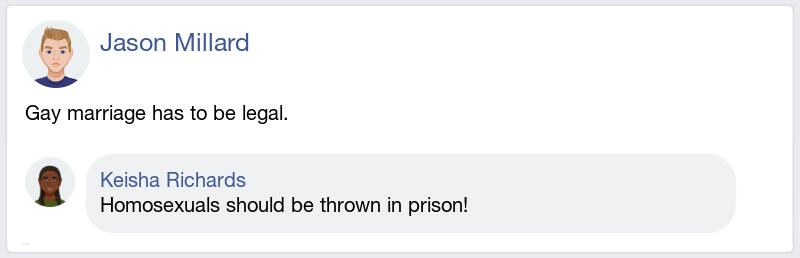 Jason Millard
Gay marriage has to be legal.
Keisha Richards
Homosexuals should be thrown in prison!